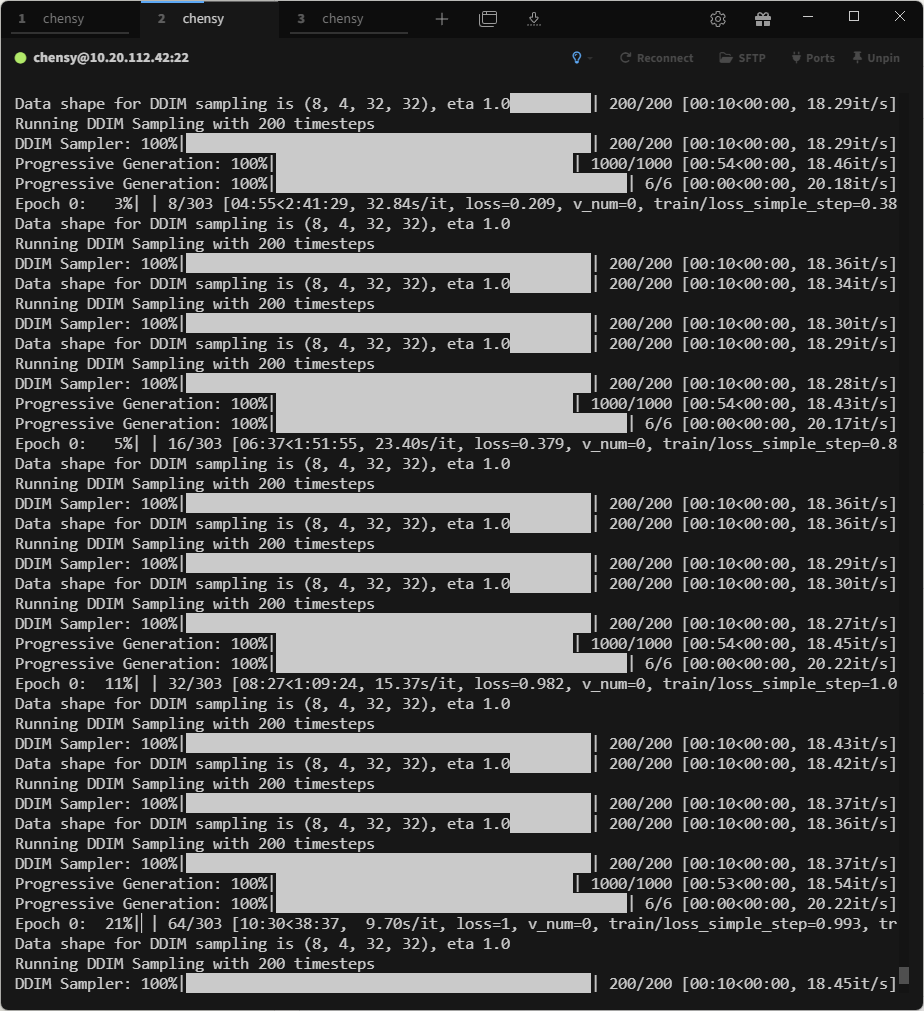 1 chensy 2 chensy 3 chensy
chensy@10.20.112.42:22 Reconnect SFTP Ports Unpin
Data shape for DDIM sampling is (8, 4, 32, 32), eta 1.0 | 200/200 [00:10<00:00, 18.29it/s]
Running DDIM Sampling with 200 timesteps
DDIM Sampler: 100%| | 200/200 [00:10<00:00, 18.29it/s]
Progressive Generation: 100%| | 1000/1000 [00:54<00:00, 18.46it/s]
Progressive Generation: 100%| | 6/6 [00:00<00:00, 20.18it/s]
Epoch 0:   3%| | 8/303 [04:55<2:41:29, 32.84s/it, loss=0.209, v_num=0, train/loss_simple_step=0.38
Data shape for DDIM sampling is (8, 4, 32, 32), eta 1.0
Running DDIM Sampling with 200 timesteps
DDIM Sampler: 100%| | 200/200 [00:10<00:00, 18.36it/s]
Data shape for DDIM sampling is (8, 4, 32, 32), eta 1.0 | 200/200 [00:10<00:00, 18.34it/s]
Running DDIM Sampling with 200 timesteps
DDIM Sampler: 100%| | 200/200 [00:10<00:00, 18.30it/s]
Data shape for DDIM sampling is (8, 4, 32, 32), eta 1.0 | 200/200 [00:10<00:00, 18.29it/s]
Running DDIM Sampling with 200 timesteps
DDIM Sampler: 100%| | 200/200 [00:10<00:00, 18.28it/s]
Progressive Generation: 100%| | 1000/1000 [00:54<00:00, 18.43it/s]
Progressive Generation: 100%| | 6/6 [00:00<00:00, 20.17it/s]
Epoch 0:   5%| | 16/303 [06:37<1:51:55, 23.40s/it, loss=0.379, v_num=0, train/loss_simple_step=0.8
Data shape for DDIM sampling is (8, 4, 32, 32), eta 1.0
Running DDIM Sampling with 200 timesteps
DDIM Sampler: 100%| | 200/200 [00:10<00:00, 18.36it/s]
Data shape for DDIM sampling is (8, 4, 32, 32), eta 1.0 | 200/200 [00:10<00:00, 18.36it/s]
Running DDIM Sampling with 200 timesteps
DDIM Sampler: 100%| | 200/200 [00:10<00:00, 18.29it/s]
Data shape for DDIM sampling is (8, 4, 32, 32), eta 1.0 | 200/200 [00:10<00:00, 18.30it/s]
Running DDIM Sampling with 200 timesteps
DDIM Sampler: 100%| | 200/200 [00:10<00:00, 18.27it/s]
Progressive Generation: 100%| | 1000/1000 [00:54<00:00, 18.45it/s]
Progressive Generation: 100%| | 6/6 [00:00<00:00, 20.22it/s]
Epoch 0:  11%| | 32/303 [08:27<1:09:24, 15.37s/it, loss=0.982, v_num=0, train/loss_simple_step=1.0
Data shape for DDIM sampling is (8, 4, 32, 32), eta 1.0
Running DDIM Sampling with 200 timesteps
DDIM Sampler: 100%| | 200/200 [00:10<00:00, 18.43it/s]
Data shape for DDIM sampling is (8, 4, 32, 32), eta 1.0 | 200/200 [00:10<00:00, 18.42it/s]
Running DDIM Sampling with 200 timesteps
DDIM Sampler: 100%| | 200/200 [00:10<00:00, 18.37it/s]
Data shape for DDIM sampling is (8, 4, 32, 32), eta 1.0 | 200/200 [00:10<00:00, 18.36it/s]
Running DDIM Sampling with 200 timesteps
DDIM Sampler: 100%| | 200/200 [00:10<00:00, 18.37it/s]
Progressive Generation: 100%| | 1000/1000 [00:53<00:00, 18.54it/s]
Progressive Generation: 100%| | 6/6 [00:00<00:00, 20.22it/s]
Epoch 0:  21%| | 64/303 [10:30<38:37,  9.70s/it, loss=1, v_num=0, train/loss_simple_step=0.993, tr
Data shape for DDIM sampling is (8, 4, 32, 32), eta 1.0
Running DDIM Sampling with 200 timesteps
DDIM Sampler: 100%| | 200/200 [00:10<00:00, 18.45it/s]